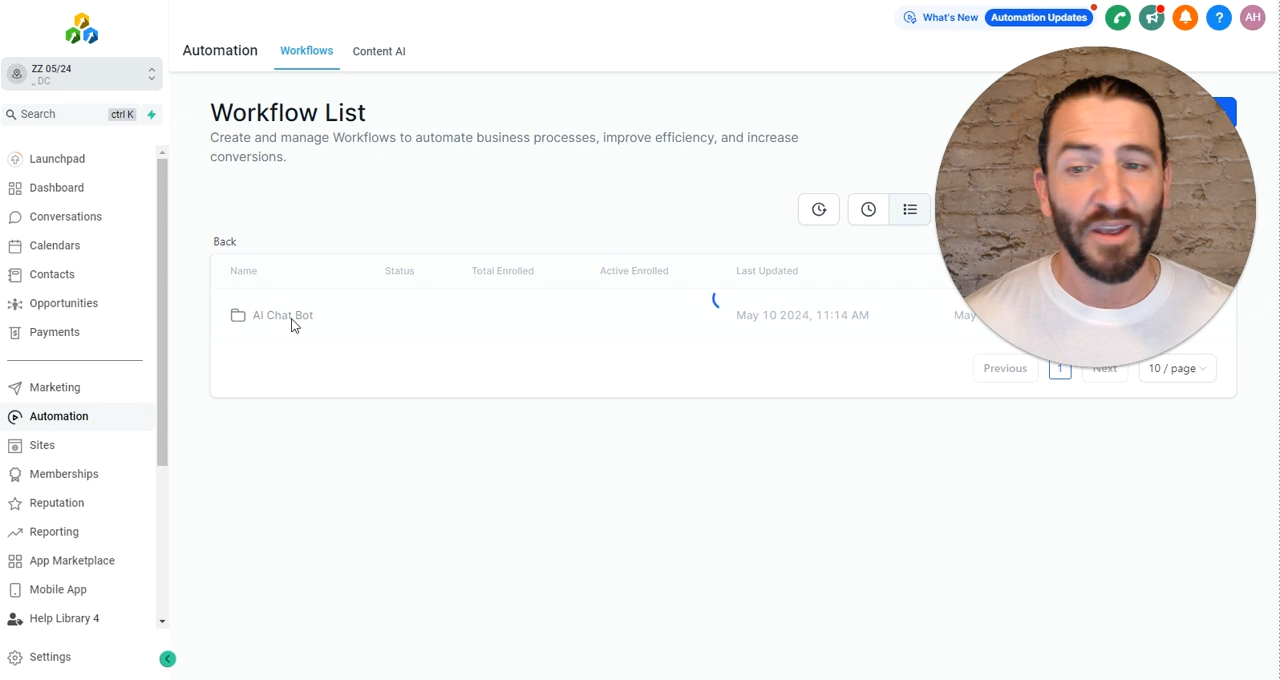 What's New
Automation Updates
AH
Automation
Workflows
Content AI
ZZ 05/24
,, DC
Search
ctrl K
Launchpad
Dashboard
Conversations
Calendars
Contacts
Opportunities
Payments
Marketing
Automation
Sites
Memberships
Reputation
Reporting
App Marketplace
Mobile App
Help Library 4
Settings
Workflow List
Create and manage Workflows to automate business processes, improve efficiency, and increase
conversions.
Back
Name
Status
Total Enrolled
Active Enrolled
Last Updated
AI Chat Bot
May 10 2024, 11:14 AM
May
Previous
1
Next
10 / page